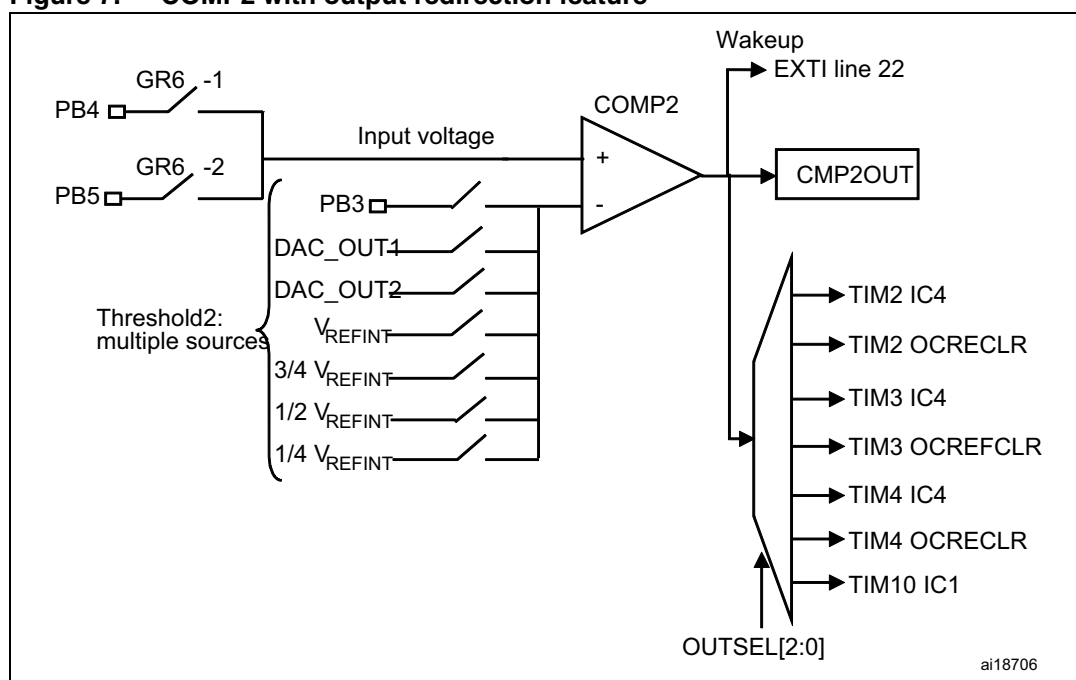 Figure 7. COMP2 with output redirection feature
Wakeup
EXTI line 22
GR6 -1
PB4
COMP2
Input voltage
GR6 -2
PB5
+
CMP2OUT
PB3
-
DAC_OUT1
DAC_OUT2
Threshold2:
multiple sources
VREFINT
3/4 VREFINT
1/2 VREFINT
1/4 VREFINT
TIM2 IC4
TIM2 OCRECLR
TIM3 IC4
TIM3 OCREFCLR
TIM4 IC4
TIM4 OCRECLR
TIM10 IC1
OUTSEL[2:0]
ai18706